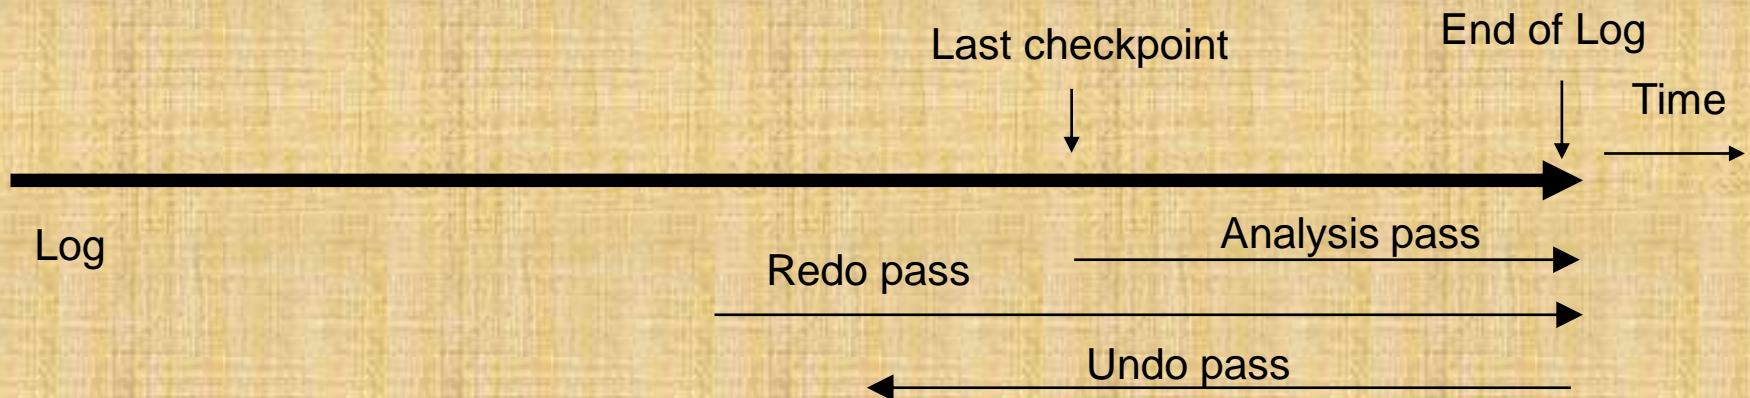 Last checkpoint
End of Log
Time
Log
Analysis pass
Redo pass
Undo pass